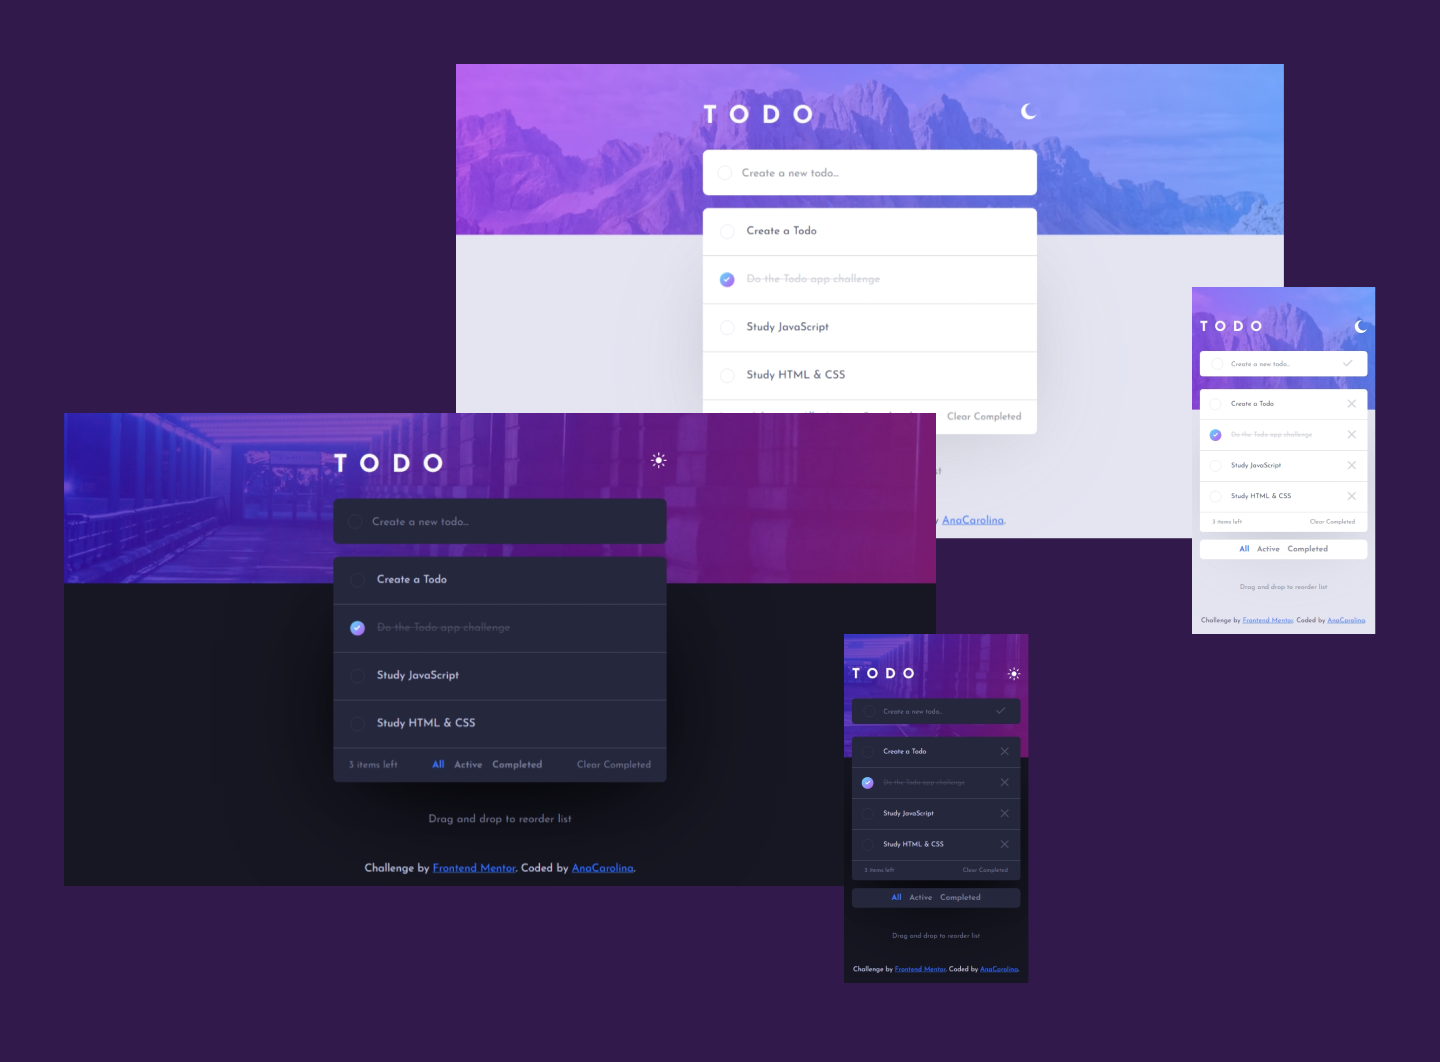 TODO
Create a new todo...
Create a Todo
Do the Todo app challenge
Study JavaScript
Study HTML & CSS
All
Clear Completed
AnaCarolina.
TODO
Create a new todo...
Create a Todo
Do the Todo app challenge
Study JavaScript
Study HTML & CSS
3 items left
Clear Completed
All Active Completed
Drag and drop to reorder list
Challenge by Frontend Mentor. Coded by AnaCarolina.
TODO
Create a new todo...
Create a Todo
Do the Todo app challenge
Study JavaScript
Study HTML & CSS
3 items left All Active Completed Clear Completed
Drag and drop to reorder list
Challenge by Frontend Mentor. Coded by AnaCarolina.
TODO
Create a new todo...
Create a Todo
Do the Todo app challenge
Study JavaScript
Study HTML & CSS
3 items left
Clear Completed
All Active Completed
Drag and drop to reorder list
Challenge by Frontend Mentor. Coded by AnaCarolina.